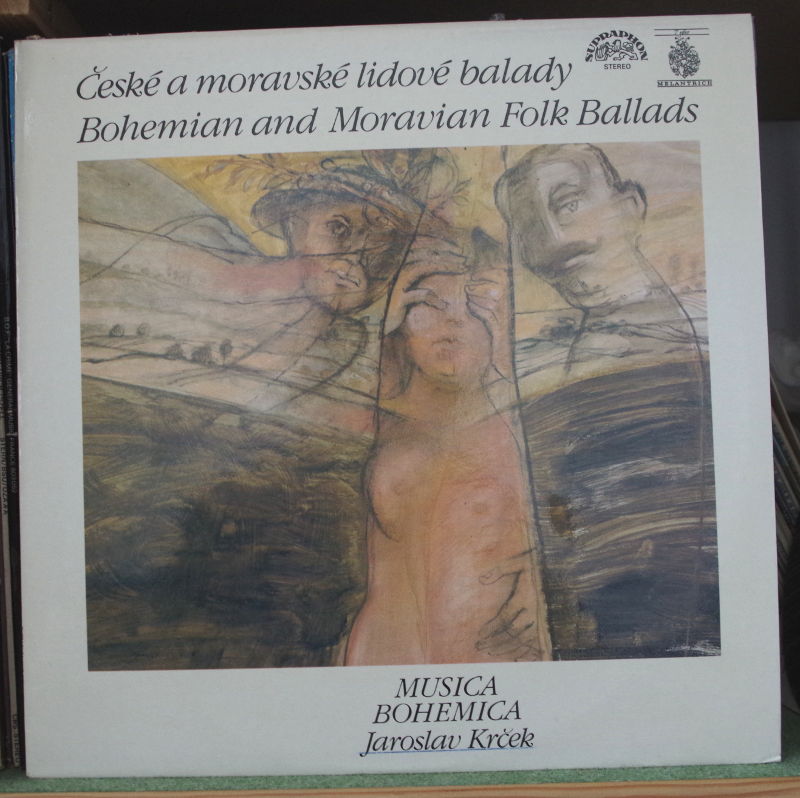 České a moravské lidové balady
Bohemian and Moravian Folk Ballads
SUPRAPHON
STEREO
MELANTRICH
MUSICA
BOHEMICA
Jaroslav Krček